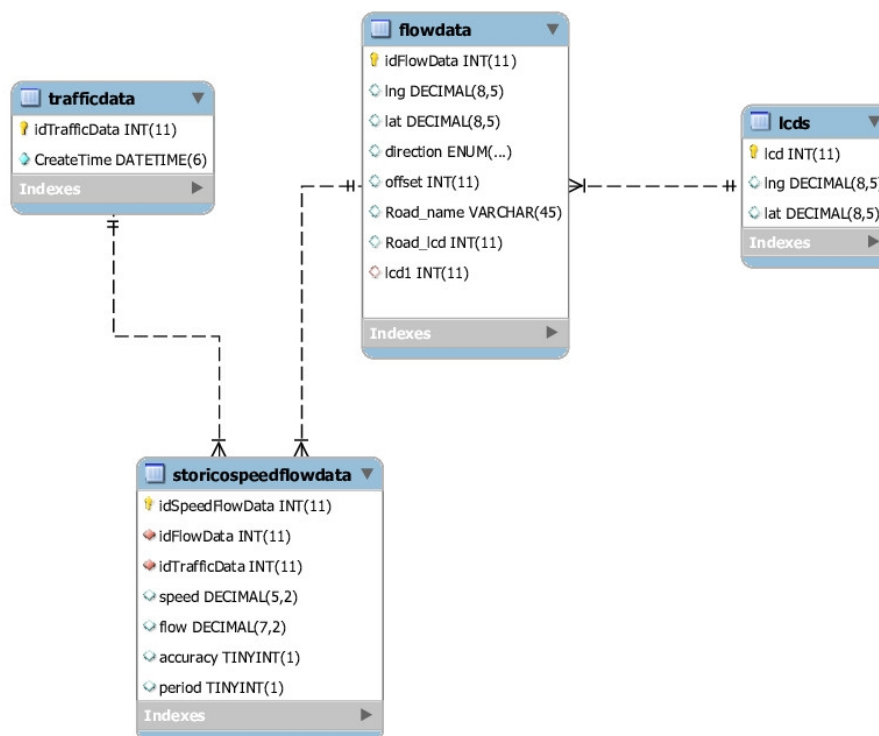 flowdata
idFlowData INT(11)
lng DECIMAL(8,5)
lat DECIMAL(8,5)
direction ENUM(...)
offset INT(11)
Road_name VARCHAR(45)
Road_lcd INT(11)
lcd1 INT(11)
Indexes
trafficdata
idTrafficData INT(11)
CreateTime DATETIME(6)
Indexes
lcds
lcd INT(11)
lng DECIMAL(8,5)
lat DECIMAL(8,5)
Indexes
storicospeedflowdata
idSpeedFlowData INT(11)
idFlowData INT(11)
idTrafficData INT(11)
speed DECIMAL(5,2)
flow DECIMAL(7,2)
accuracy TINYINT(1)
period TINYINT(1)
Indexes